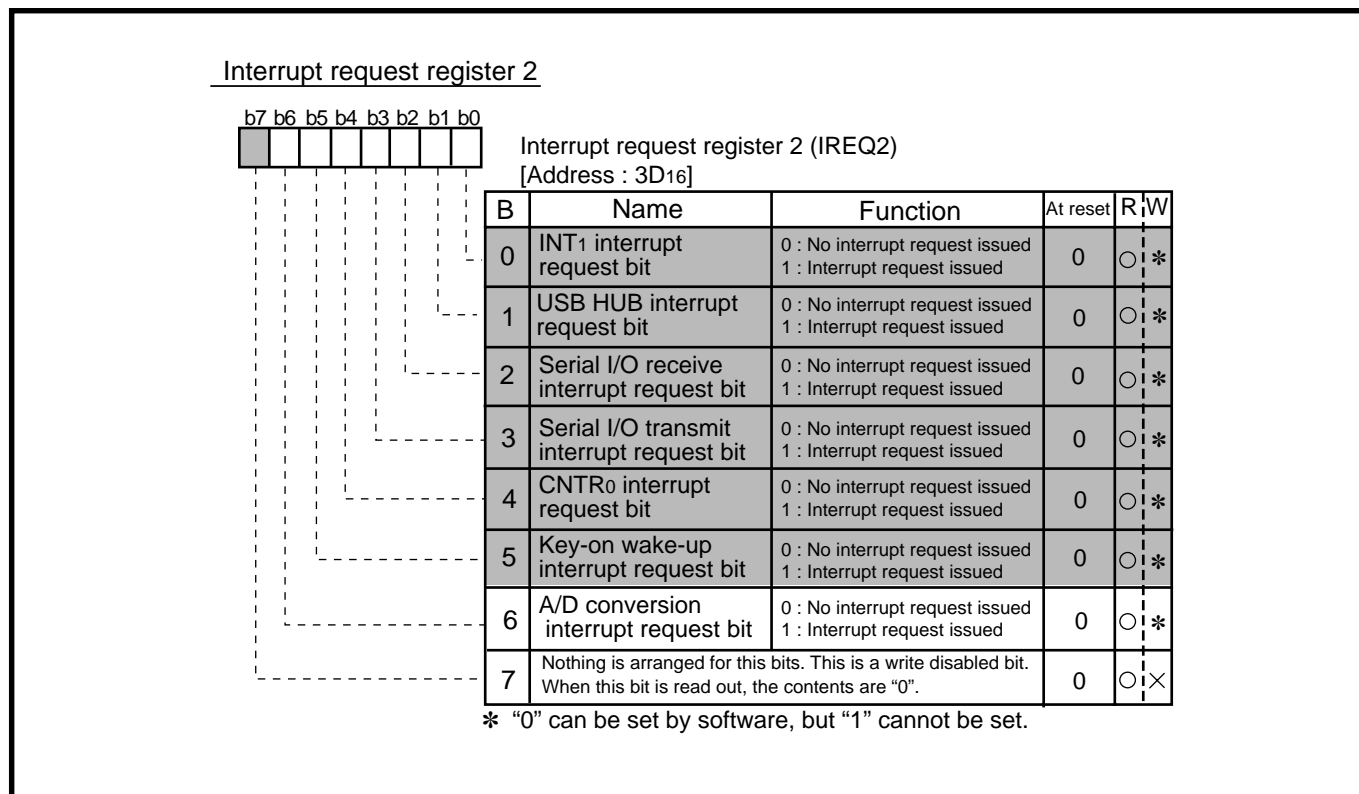 Interrupt request register 2
b7 b6 b5 b4 b3 b2 b1 b0
Interrupt request register 2 (IREQ2)
[Address : 3D16]
B Name Function At reset R W
0 INT1 interrupt request bit 0 : No interrupt request issued 0 ○ ✻
1 : Interrupt request issued
1 USB HUB interrupt request bit 0 : No interrupt request issued 0 ○ ✻
1 : Interrupt request issued
2 Serial I/O receive interrupt request bit 0 : No interrupt request issued 0 ○ ✻
1 : Interrupt request issued
3 Serial I/O transmit interrupt request bit 0 : No interrupt request issued 0 ○ ✻
1 : Interrupt request issued
4 CNTR0 interrupt request bit 0 : No interrupt request issued 0 ○ ✻
1 : Interrupt request issued
5 Key-on wake-up interrupt request bit 0 : No interrupt request issued 0 ○ ✻
1 : Interrupt request issued
6 A/D conversion interrupt request bit 0 : No interrupt request issued 0 ○ ✻
1 : Interrupt request issued
7 Nothing is arranged for this bits. This is a write disabled bit. 0 ○ ×
When this bit is read out, the contents are “0”.
✻ “0” can be set by software, but “1” cannot be set.